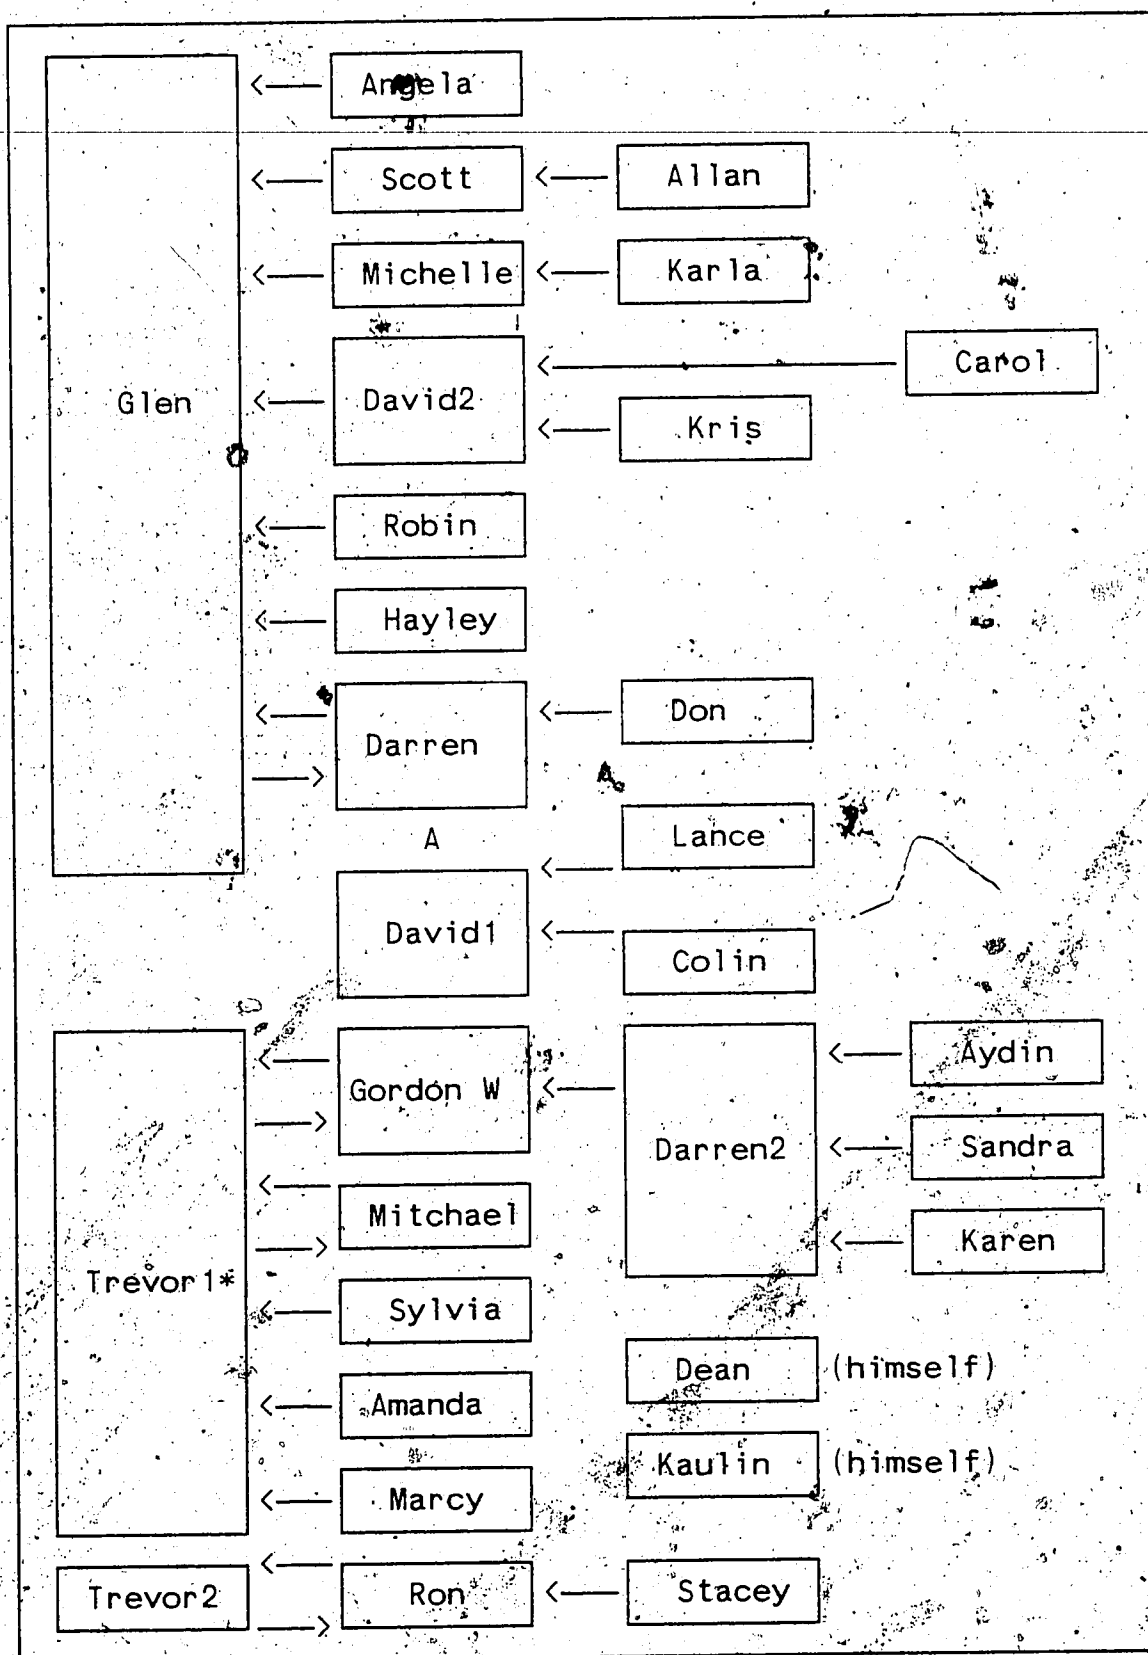 Angela
Scott
Allan
Michelle
Karla
Carol
Glen
David2
Kris
Robin
Hayley
Don
Darren
A
Lance
David1
Colin
Aydin
Gordon W
Darren2
Sandra
Mitchael
Karen
Trevor1*
Sylvia
Dean (himself)
Amanda
Kaulin (himself)
Marcy
Trevor2
Ron
Stacey